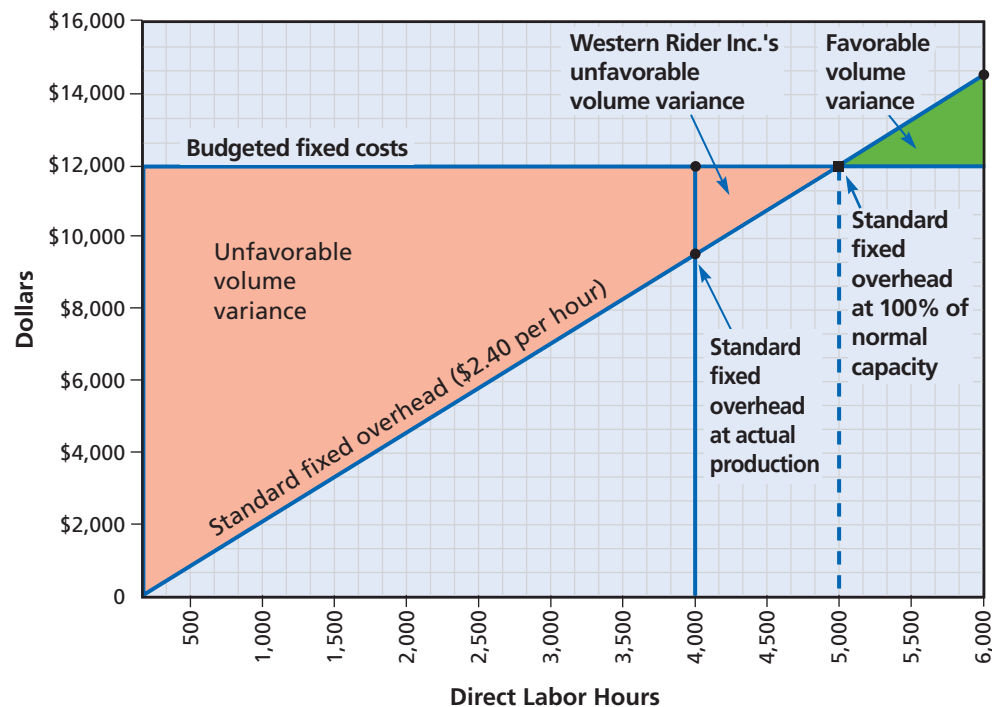 $16,000
$14,000
$12,000
$10,000
$8,000
$6,000
$4,000
$2,000
0
Dollars
Western Rider Inc.'s
unfavorable
volume variance
Favorable
volume
variance
Budgeted fixed costs
Unfavorable
volume
variance
Standard fixed overhead ($2.40 per hour)
Standard
fixed
overhead
at actual
production
Standard
fixed
overhead
at 100% of
normal
capacity
500
1,000
1,500
2,000
2,500
3,000
3,500
4,000
4,500
5,000
5,500
6,000
Direct Labor Hours